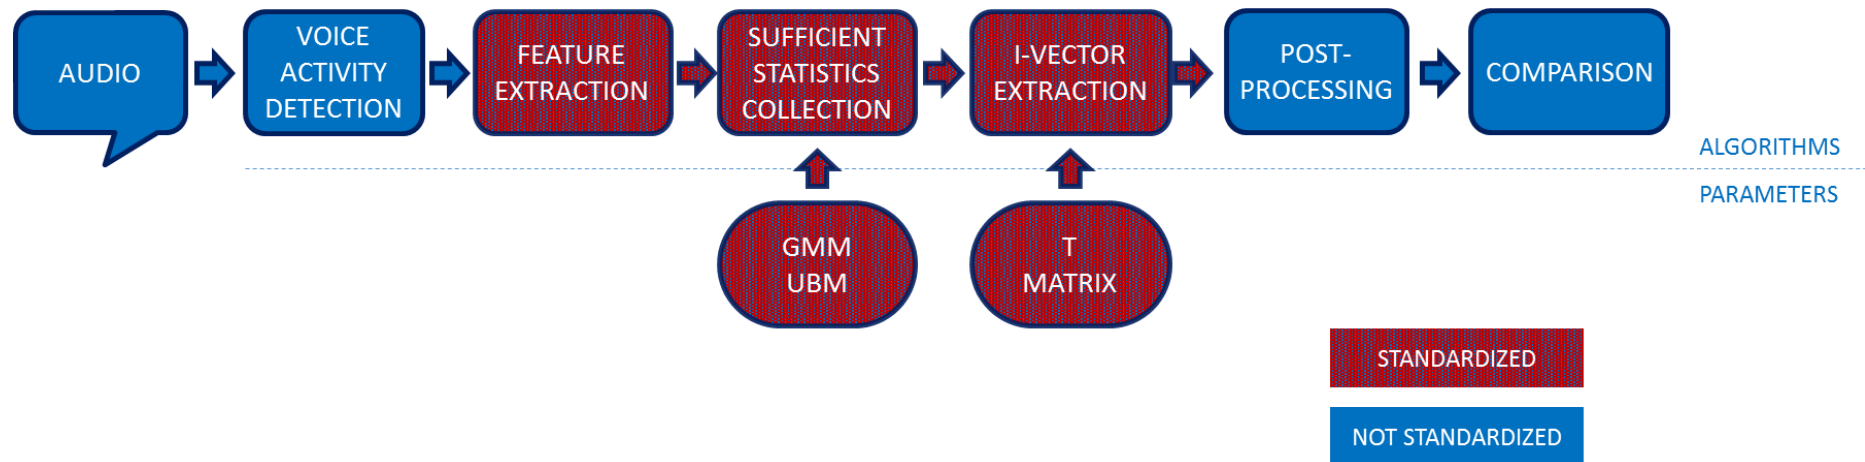 AUDIO
VOICE
ACTIVITY
DETECTION
FEATURE
EXTRACTION
SUFFICIENT
STATISTICS
COLLECTION
I-VECTOR
EXTRACTION
POST-
PROCESSING
COMPARISON
ALGORITHMS
PARAMETERS
GMM
UBM
T
MATRIX
STANDARDIZED
NOT STANDARDIZED